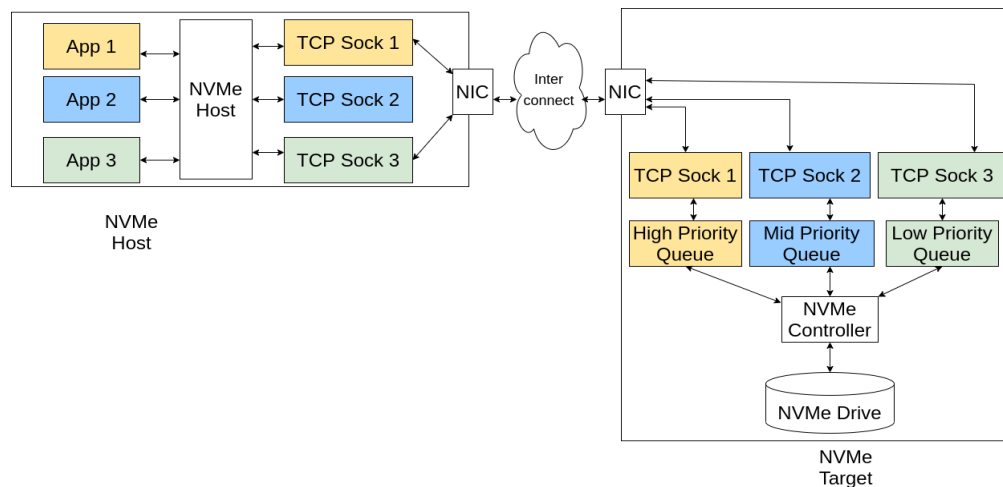 App 1
App 2
App 3
NVMe
Host
TCP Sock 1
TCP Sock 2
TCP Sock 3
NIC
NVMe
Host
Inter
connect
NIC
TCP Sock 1
TCP Sock 2
TCP Sock 3
High Priority
Queue
Mid Priority
Queue
Low Priority
Queue
NVMe
Controller
NVMe Drive
NVMe
Target